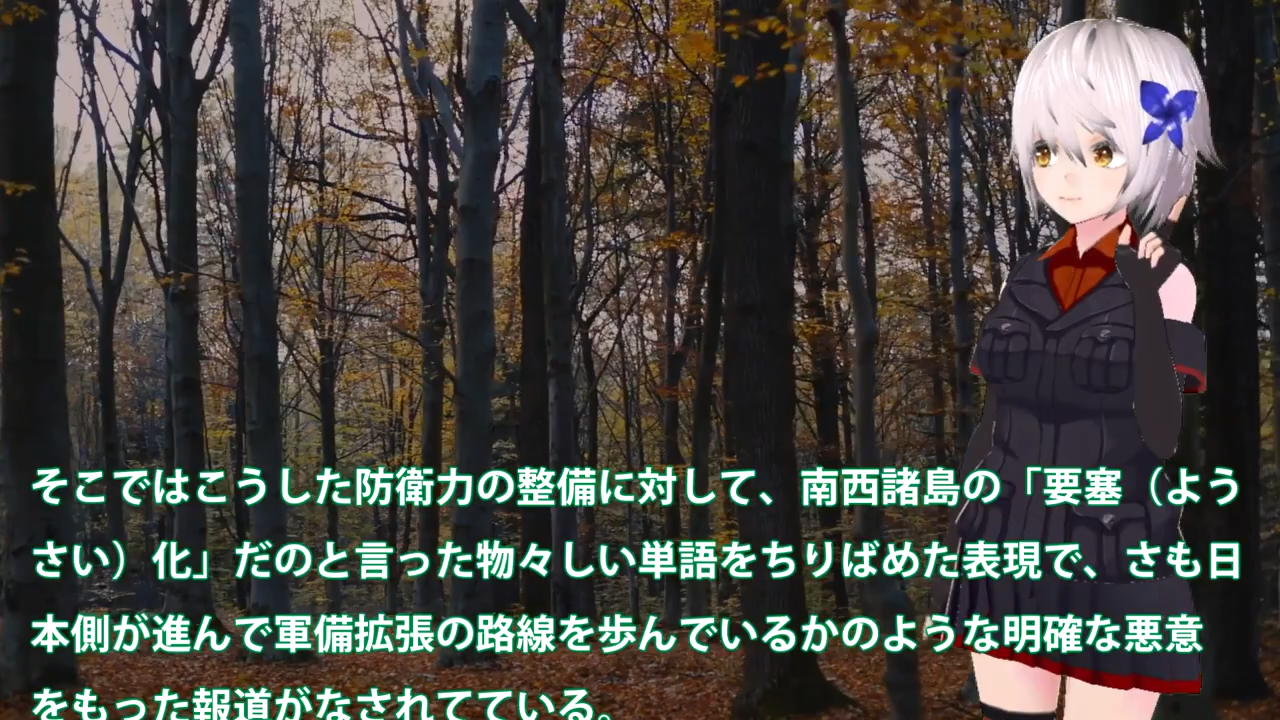 そこではこうした防衛力の整備に対して、南西諸島の「要塞（よう
さい）化」だのと言った物々しい単語をちりばめた表現で、さも日
本側が進んで軍備拡張の路線を歩んでいるかのような明確な悪意
をもった報道がなされてている。